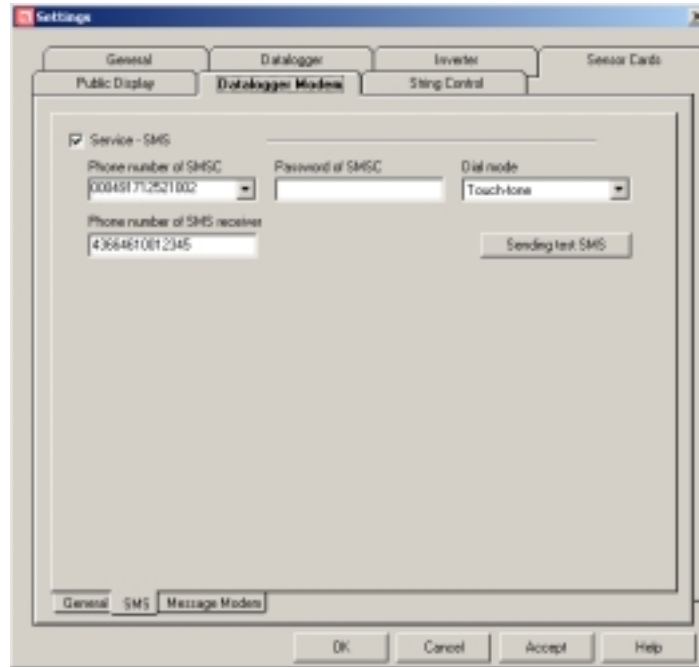 Settings
General Datalogger Inverter Sensor Cards
Public Display Datalogger Modem String Control
Service - SMS
Phone number of SMSC Password of SMSC Dial mode
000491712521002 Touch-tone
Phone number of SMS receiver
43664610812345 Sending test SMS
General SMS Message Modem
OK Cancel Accept Help